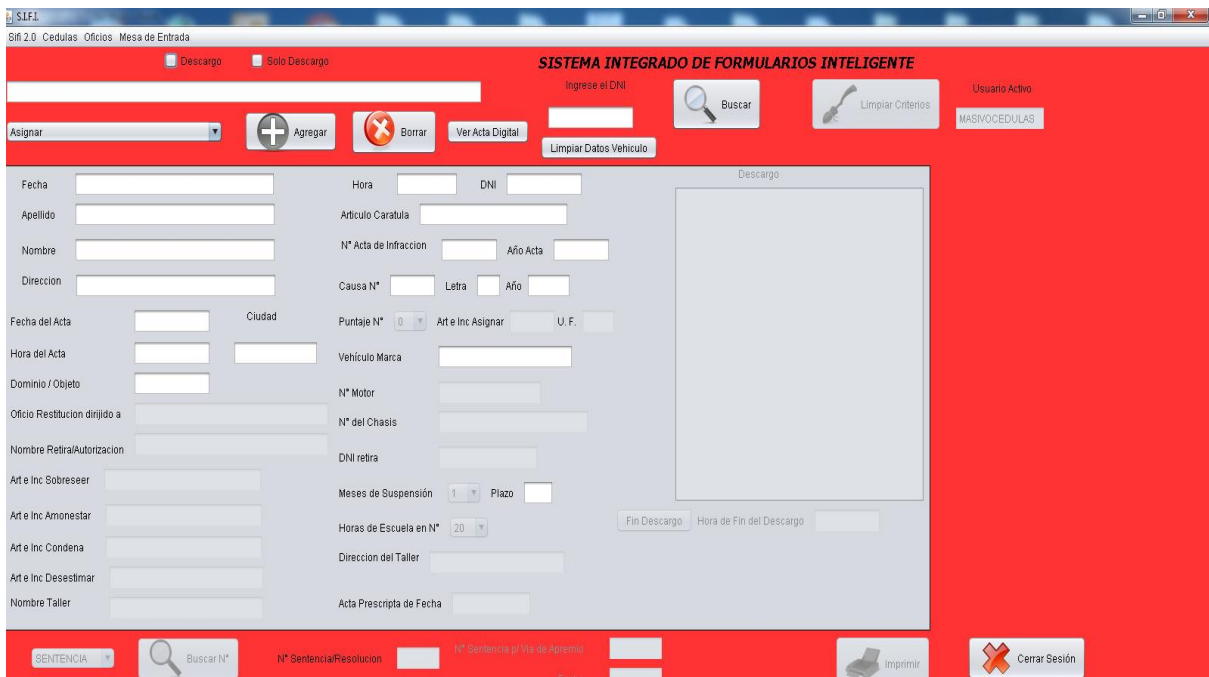 S.I.F.I.
Sifi 2.0 Cedulas Oficios Mesa de Entrada
Descargo Solo Descargo
SISTEMA INTEGRADO DE FORMULARIOS INTELIGENTE
Ingrese el DNI
Buscar
Limpiar Criterios
Usuario Activo
MASIVOCEDULAS
Asignar
Agregar
Borrar
Ver Acta Digital
Limpiar Datos Vehiculo
Fecha
Hora
DNI
Descargo
Apellido
Articulo Caratula
Nombre
N° Acta de Infraccion
Año Acta
Direccion
Causa N°
Letra
Año
Fecha del Acta
Ciudad
Puntaje N° 0
Art e Inc Asignar
U. F.
Hora del Acta
Vehículo Marca
Dominio / Objeto
N° Motor
Oficio Restitucion dirijido a
N° del Chasis
Nombre Retira/Autorizacion
DNI retira
Art e Inc Sobreseer
Meses de Suspensión 1
Plazo
Art e Inc Amonestar
Horas de Escuela en N° 20
Fin Descargo
Hora de Fin del Descargo
Art e Inc Condena
Direccion del Taller
Art e Inc Desestimar
Nombre Taller
Acta Prescripta de Fecha
SENTENCIA
Buscar N°
N° Sentencia/Resolucion
N° Sentencia p/ Via de Apremio
Imprimir
Cerrar Sesión